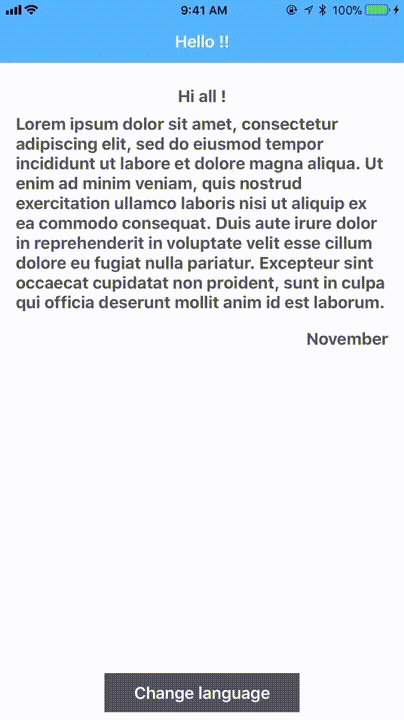 9:41 AM 100%
Hello !!
Hi all !
Lorem ipsum dolor sit amet, consectetur
adipiscing elit, sed do eiusmod tempor
incididunt ut labore et dolore magna aliqua. Ut
enim ad minim veniam, quis nostrud
exercitation ullamco laboris nisi ut aliquip ex
ea commodo consequat. Duis aute irure dolor
in reprehenderit in voluptate velit esse cillum
dolore eu fugiat nulla pariatur. Excepteur sint
occaecat cupidatat non proident, sunt in culpa
qui officia deserunt mollit anim id est laborum.
November
Change language